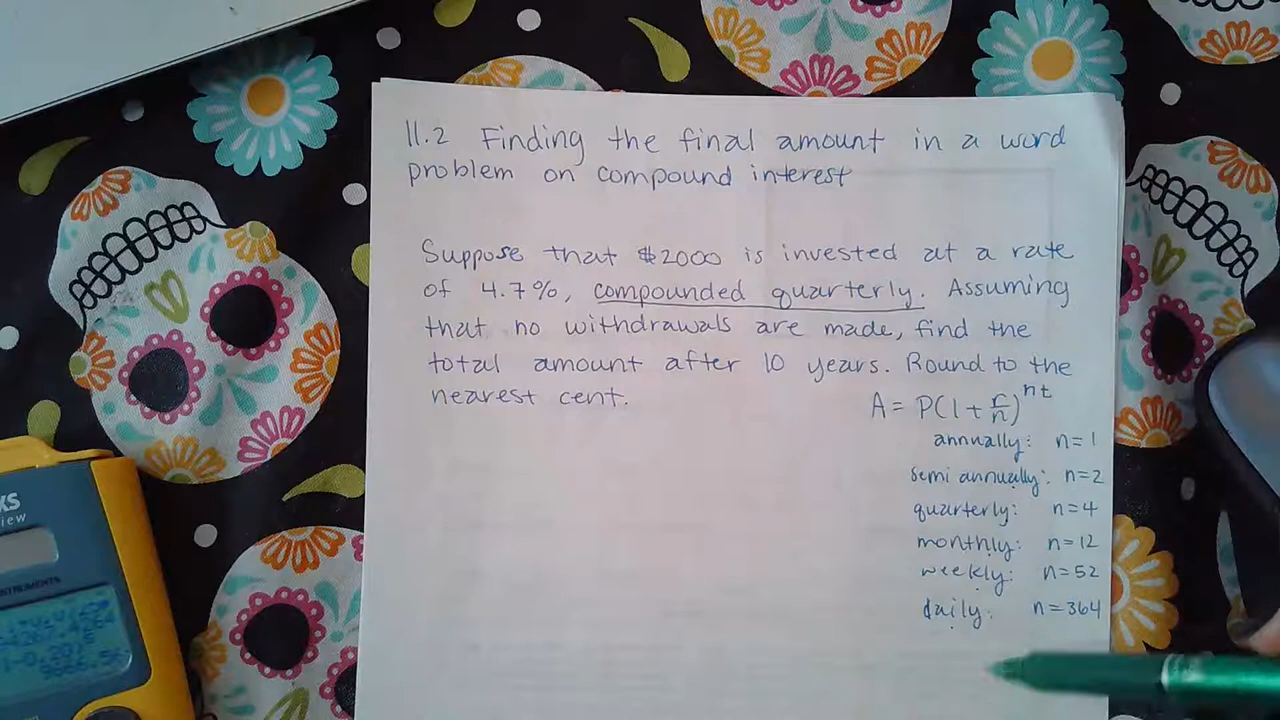 11.2 Finding the final amount in a word
problem on compound interest
Suppose that $2000 is invested at a rate
of 4.7%, compounded quarterly. Assuming
that no withdrawals are made, find the
total amount after 10 years. Round to the
nearest cent.
A = P(1 + r/n)^nt
annually: n=1
semi annually: n=2
quarterly: n=4
monthly: n=12
weekly: n=52
daily: n=364